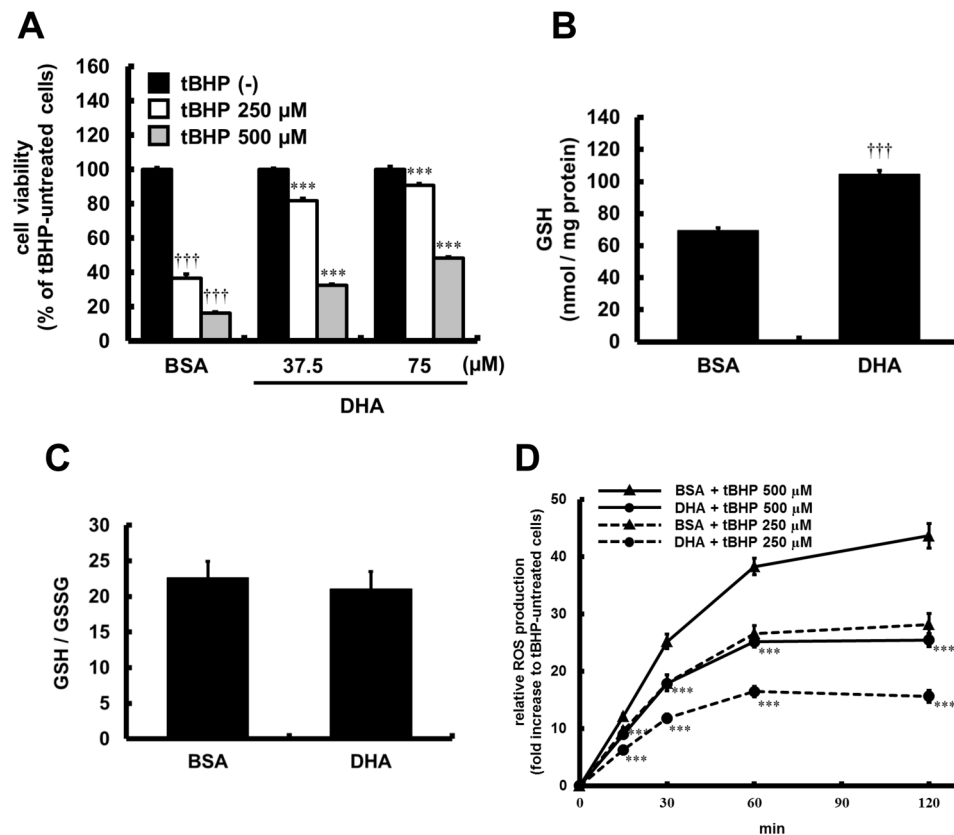 A
cell viability
(% of tBHP-untreated cells)
160
140
120
100
80
60
40
20
0
tBHP (-)
tBHP 250 μM
tBHP 500 μM
†††
†††
***
***
***
***
BSA
37.5
75
(μM)
DHA
B
GSH
(nmol / mg protein)
140
120
100
80
60
40
20
0
†††
BSA
DHA
C
GSH / GSSG
30
25
20
15
10
5
0
BSA
DHA
D
BSA + tBHP 500 μM
DHA + tBHP 500 μM
BSA + tBHP 250 μM
DHA + tBHP 250 μM
relative ROS production
(fold increase to tBHP-untreated cells)
50
40
30
20
10
0
***
***
***
***
***
***
***
***
0
30
60
90
120
min